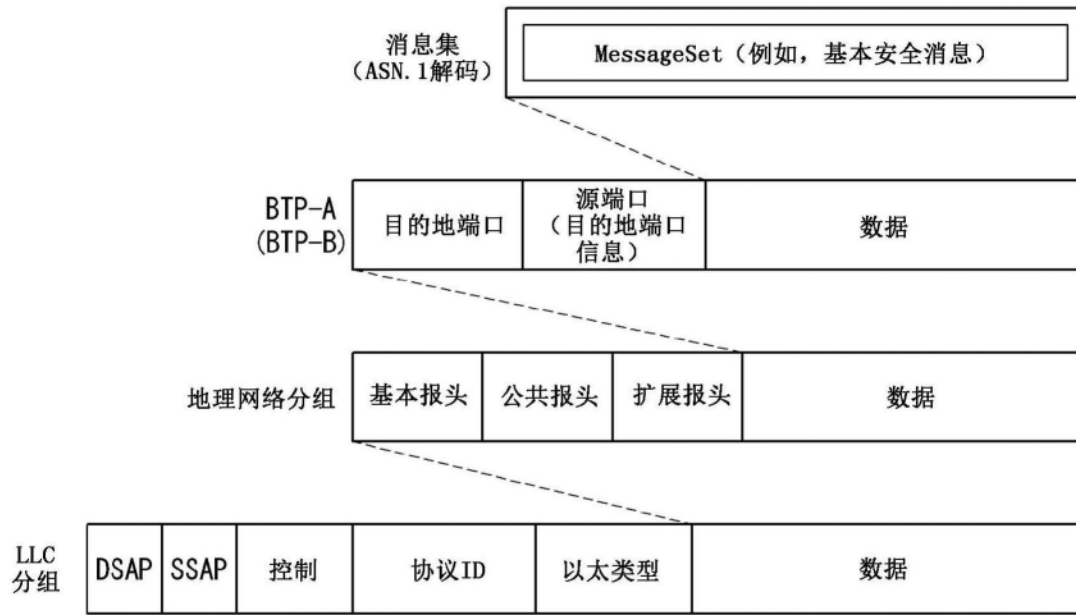 消息集
（ASN.1解码）
MessageSet（例如，基本安全消息）
BTP-A
(BTP-B)
目的地端口
源端口
（目的地端口
信息）
数据
地理网络分组
基本报头
公共报头
扩展报头
数据
LLC
分组
DSAP
SSAP
控制
协议ID
以太类型
数据